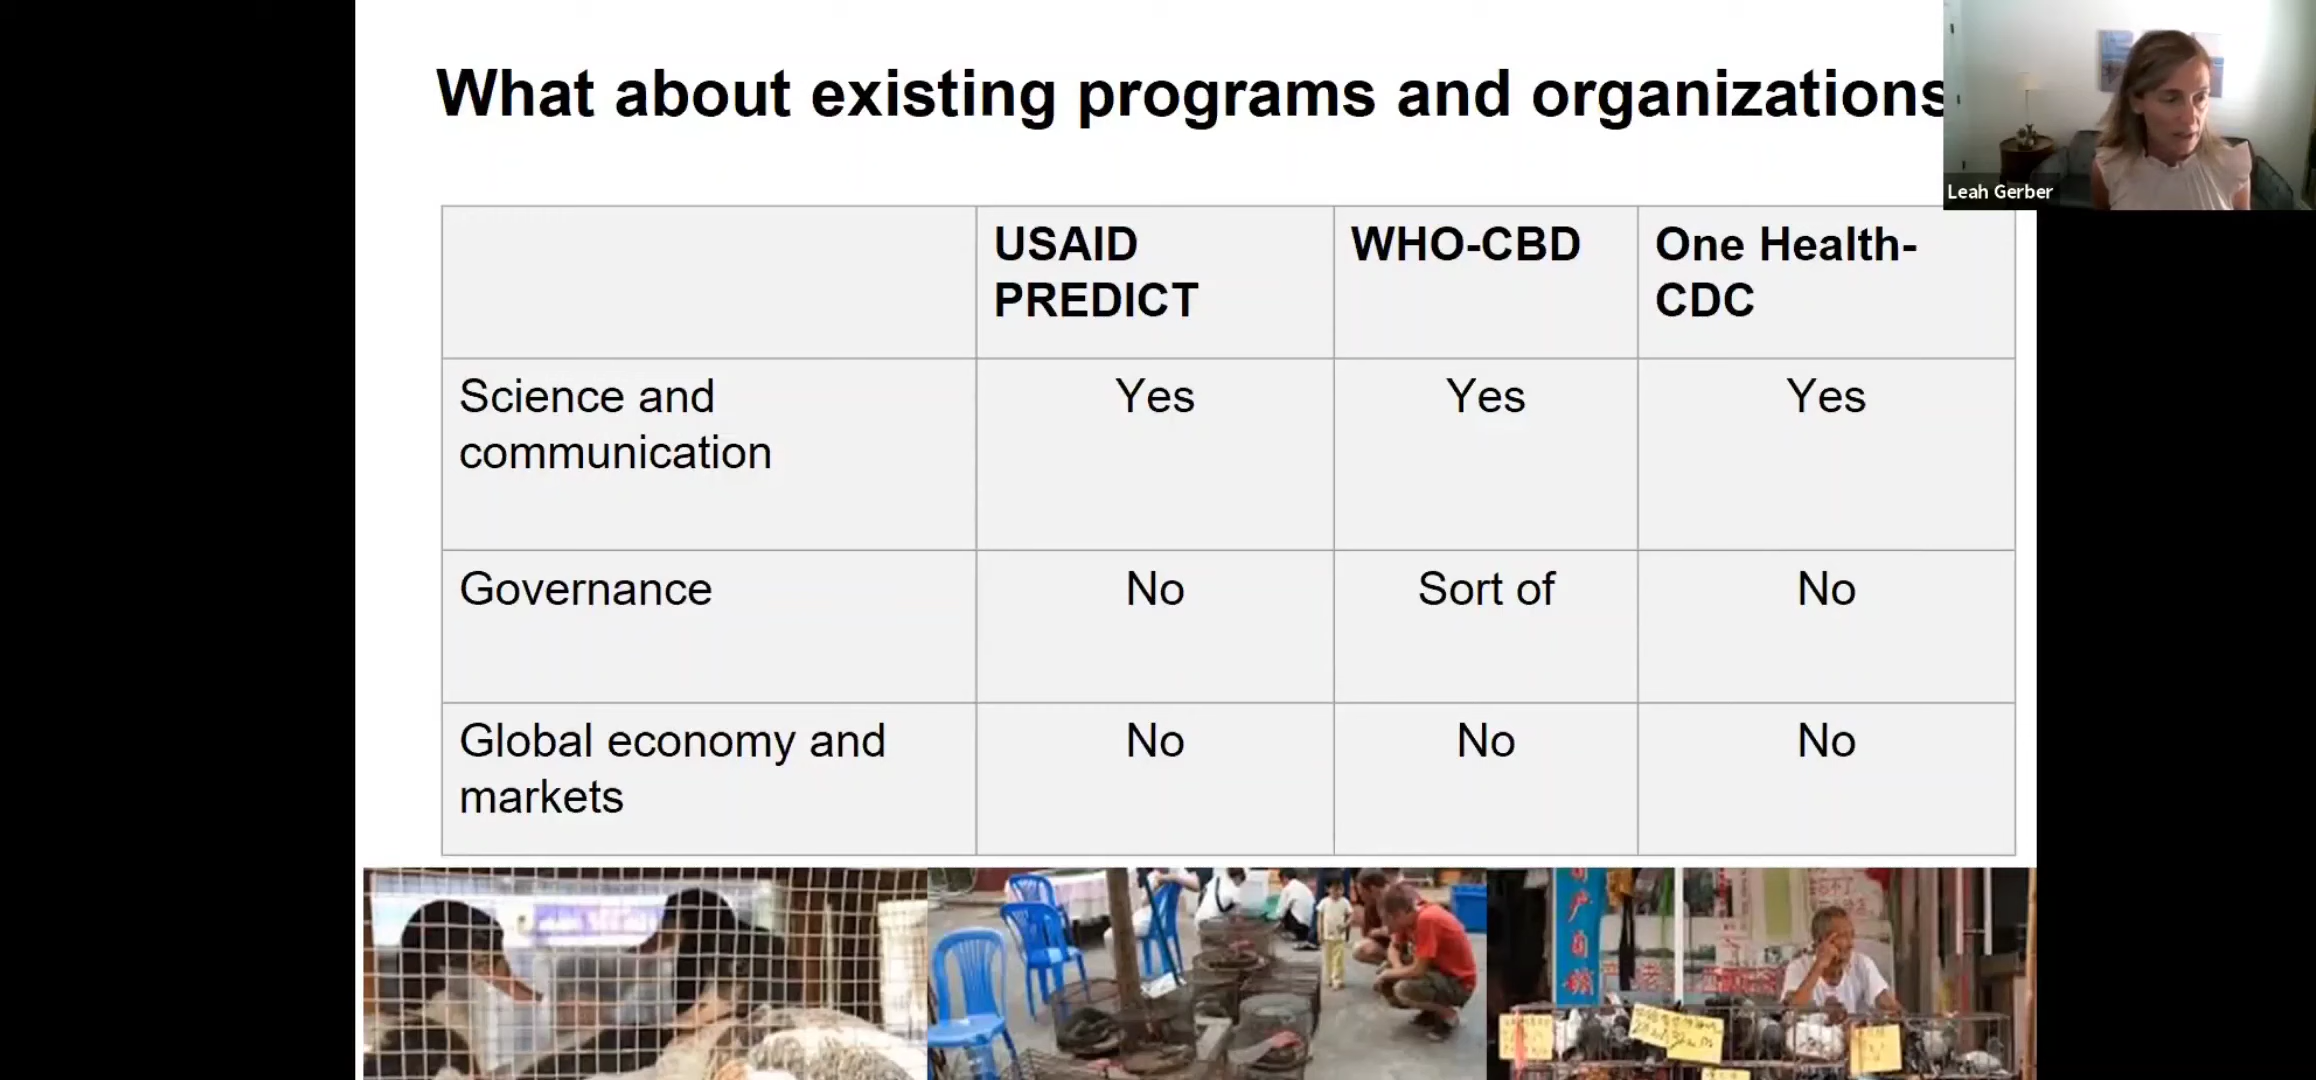 What about existing programs and organizations
Leah Gerber
USAID
PREDICT
WHO-CBD
One Health-
CDC
Science and
communication
Yes
Yes
Yes
Governance
No
Sort of
No
Global economy and
markets
No
No
No